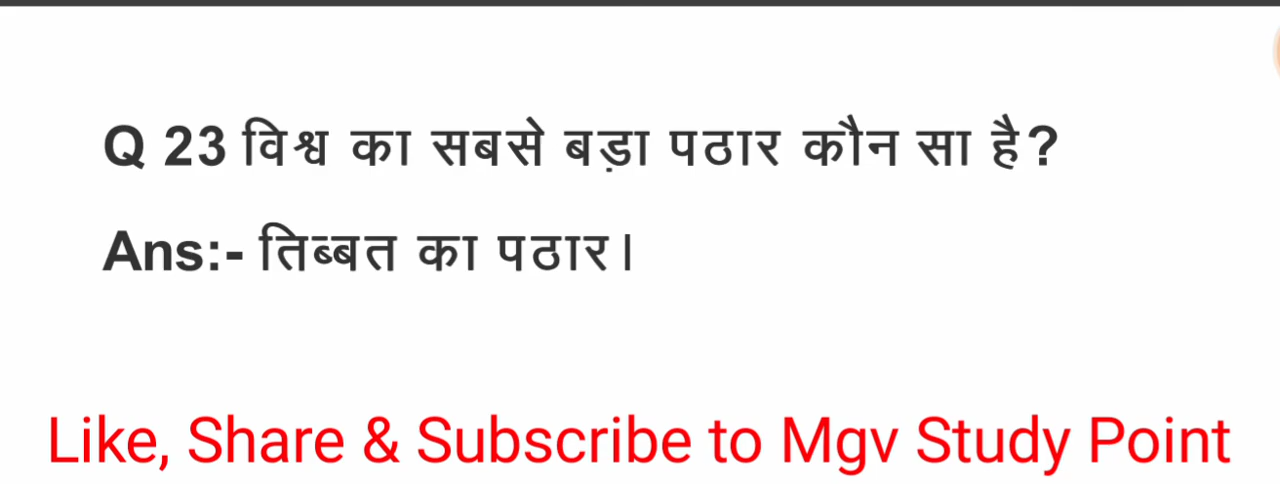 Q 23 विश्व का सबसे बड़ा पठार कौन सा है?
Ans:- तिब्बत का पठार।
Like, Share & Subscribe to Mgv Study Point